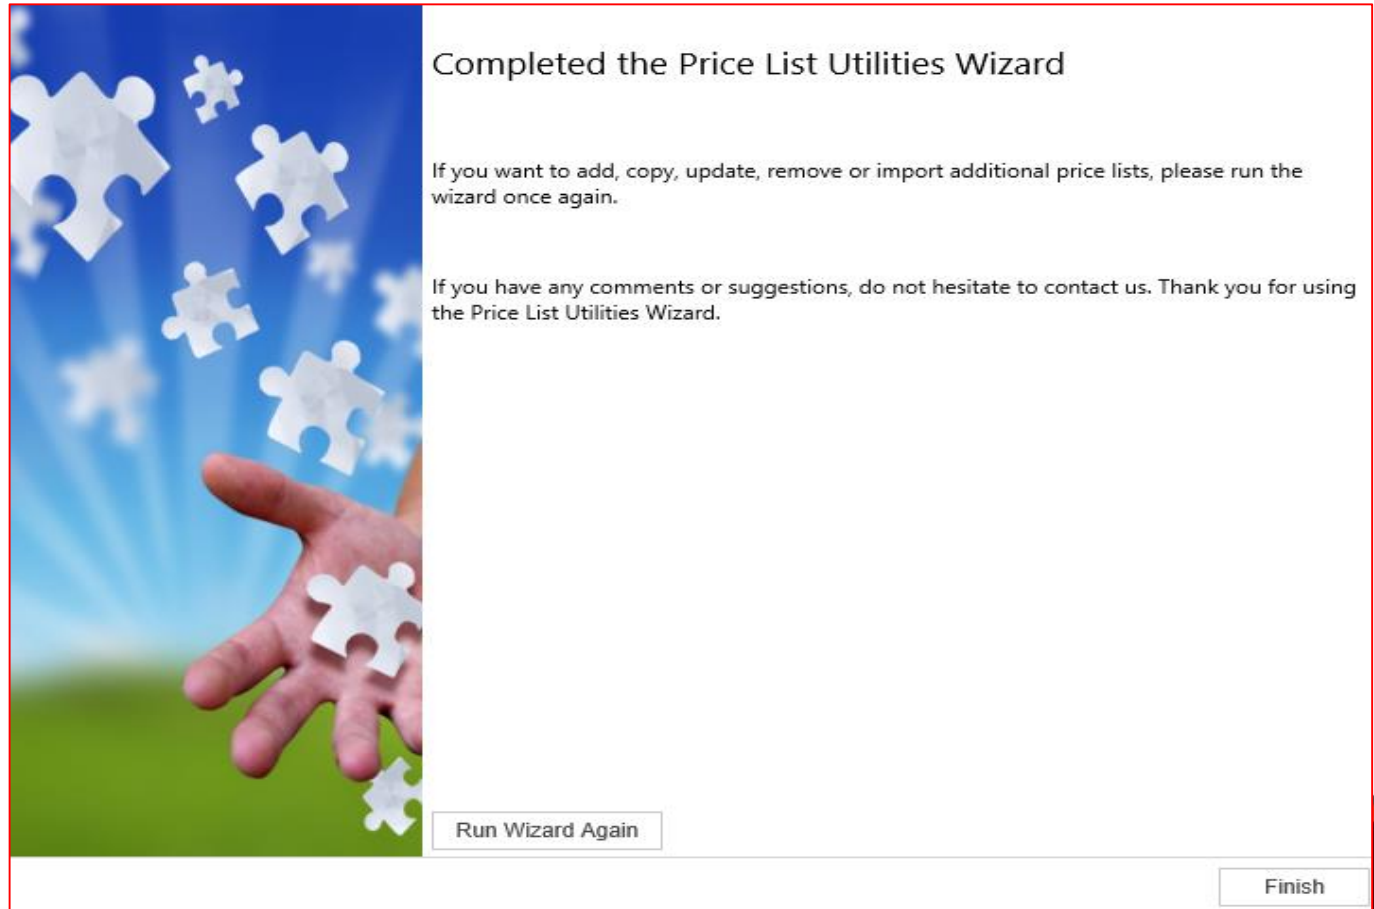 Completed the Price List Utilities Wizard
If you want to add, copy, update, remove or import additional price lists, please run the
wizard once again.
If you have any comments or suggestions, do not hesitate to contact us. Thank you for using
the Price List Utilities Wizard.
Run Wizard Again
Finish